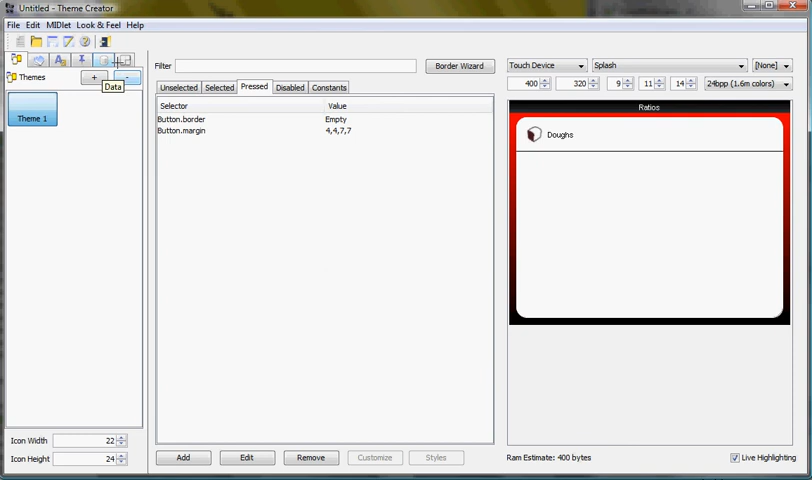 Untitled - Theme Creator
File Edit MIDlet Look & Feel Help
Themes
+
-
Data
Theme 1
Icon Width 22
Icon Height 24
Filter
Border Wizard
Unselected Selected Pressed Disabled Constants
Selector Value
Button.border Empty
Button.margin 4,4,7,7
Add Edit Remove Customize Styles
Touch Device Splash [None]
400 320 9 11 14 24bpp (1.6m colors)
Ratios
Doughs
Ram Estimate: 400 bytes Live Highlighting